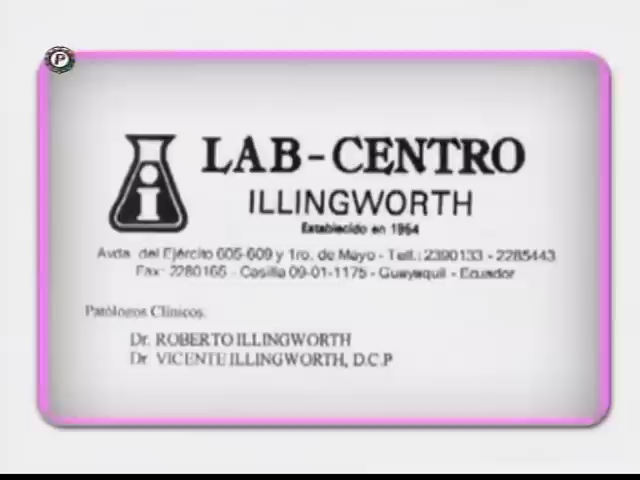 P
LAB-CENTRO
i
ILLINGWORTH
Establecido en 1954
Avda. del Ejército 605-609 y 1ro. de Mayo - Telf.: 2390133 - 2285443
Fax: 2280166 - Casilla 09-01-1175 - Guayaquil - Ecuador
Patólogos Clínicos:
Dr. ROBERTO ILLINGWORTH
Dr. VICENTE ILLINGWORTH, D.C.P